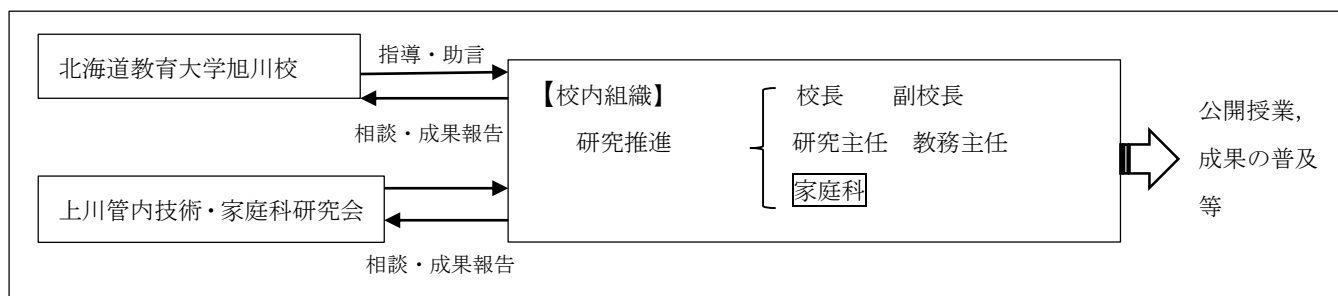 北海道教育大学旭川校
指導・助言
相談・成果報告
上川管内技術・家庭科研究会
相談・成果報告
【校内組織】
研究推進
校長 副校長
研究主任 教務主任
家庭科
公開授業，
成果の普及
等